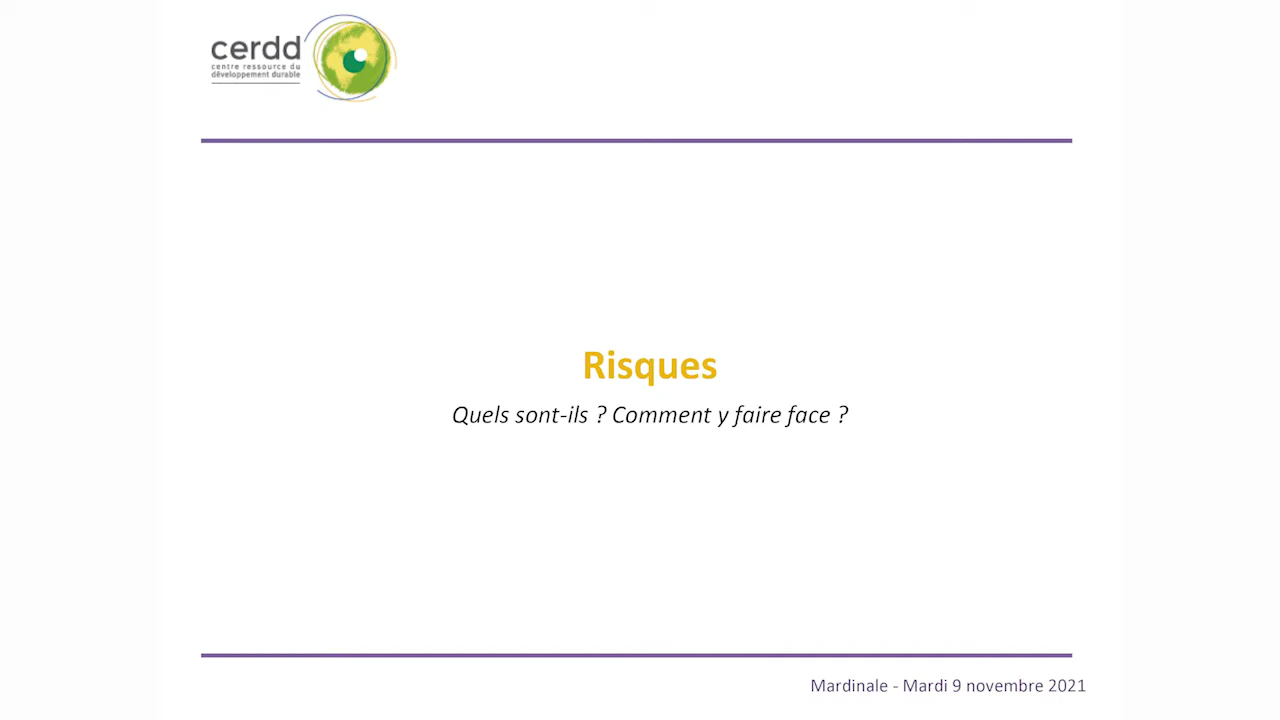 cerdd
centre ressource du
développement durable
Risques
Quels sont-ils ? Comment y faire face ?
Mardinale - Mardi 9 novembre 2021